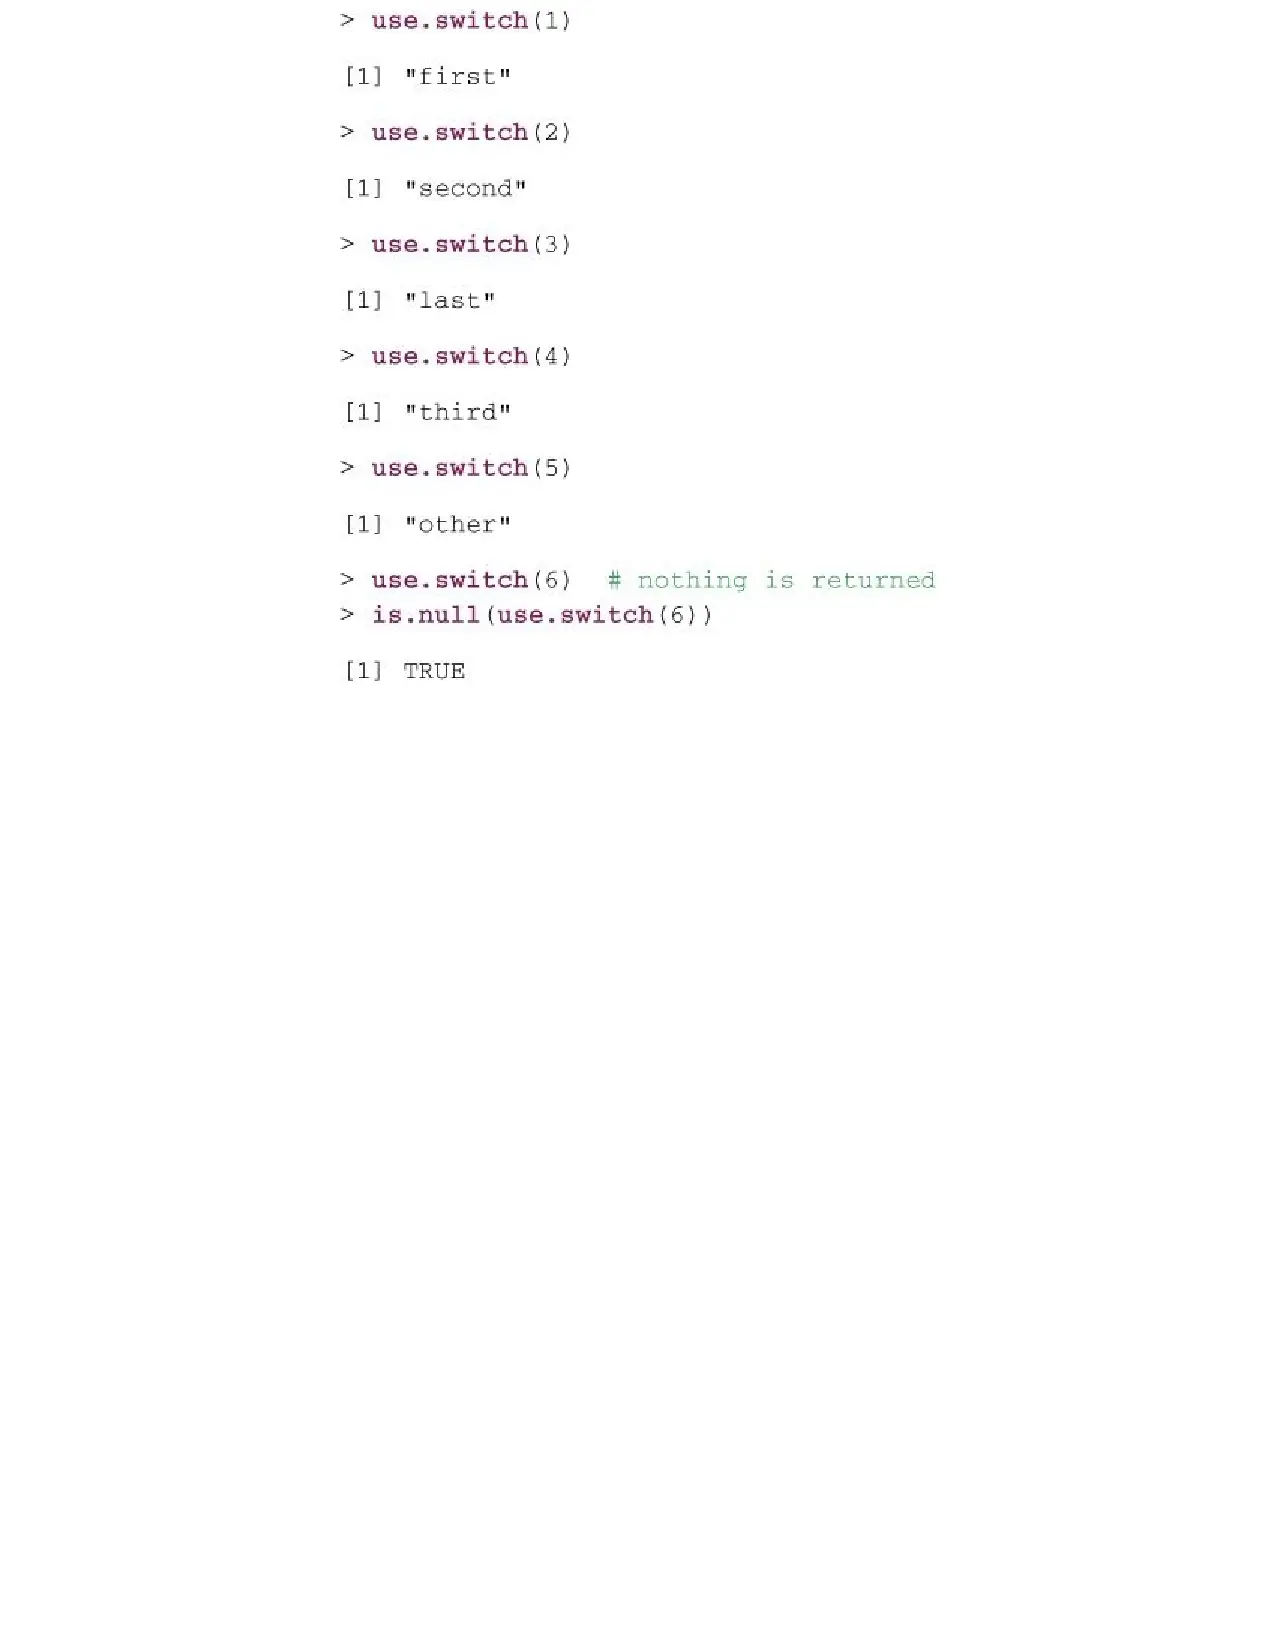 > use.switch(1)
[1] "first"
> use.switch(2)
[1] "second"
> use.switch(3)
[1] "last"
> use.switch(4)
[1] "third"
> use.switch(5)
[1] "other"
> use.switch(6)  # nothing is returned
> is.null(use.switch(6))
[1] TRUE